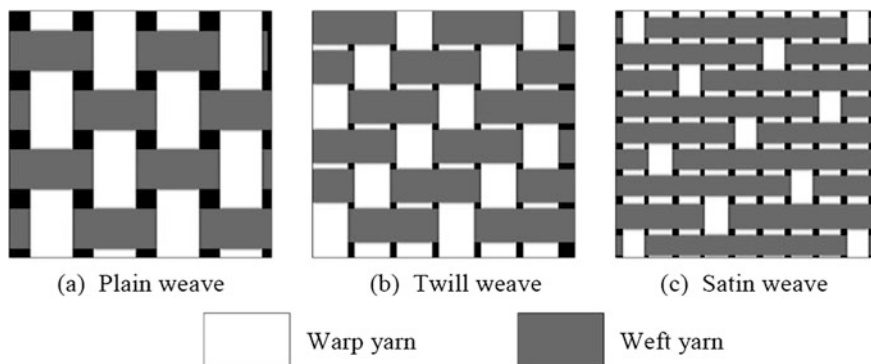 (a) Plain weave
(b) Twill weave
(c) Satin weave
Warp yarn
Weft yarn